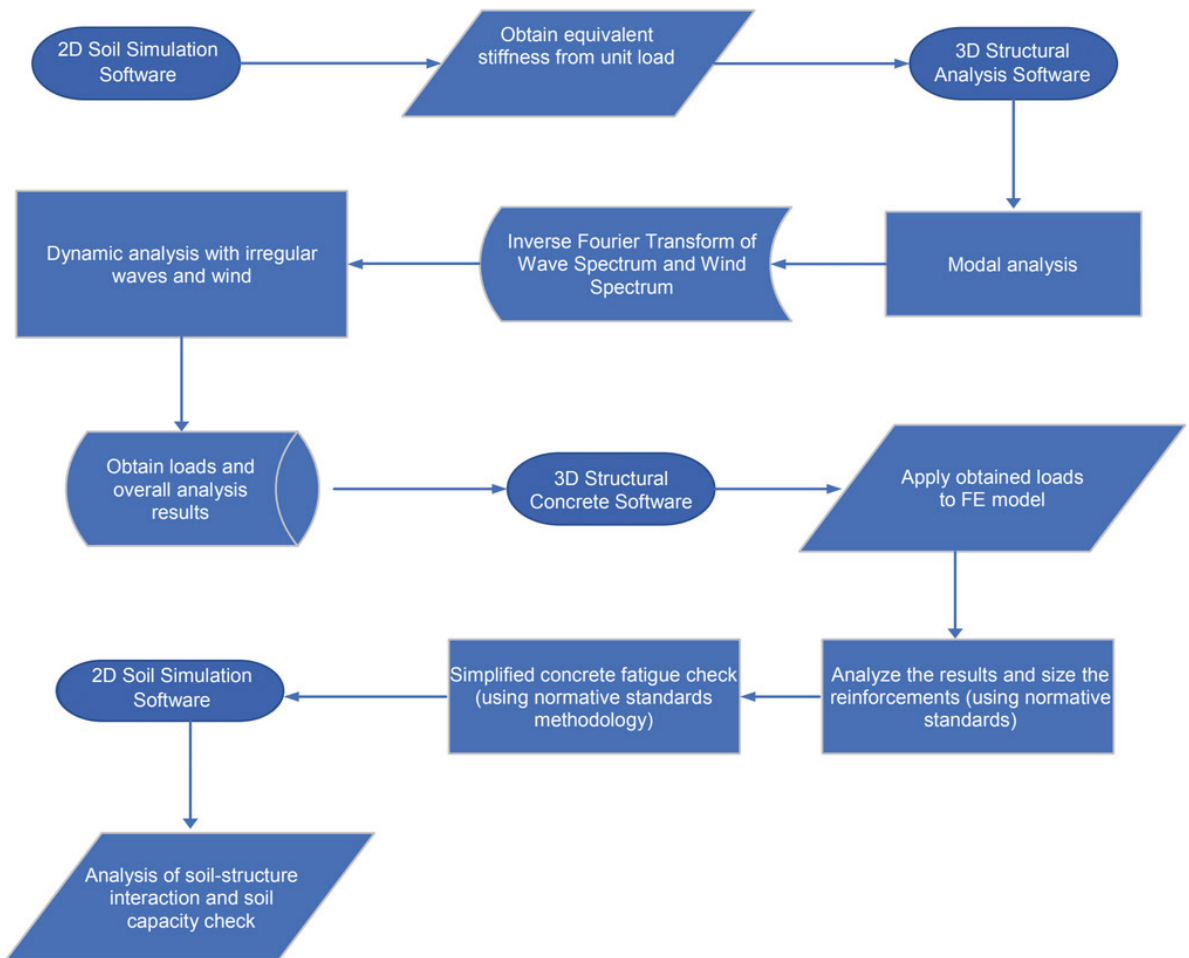 2D Soil Simulation
Software
Obtain equivalent
stiffness from unit load
3D Structural
Analysis Software
Modal analysis
Inverse Fourier Transform of
Wave Spectrum and Wind
Spectrum
Dynamic analysis with irregular
waves and wind
Obtain loads and
overall analysis
results
3D Structural
Concrete Software
Apply obtained loads
to FE model
Analyze the results and size the
reinforcements (using normative
standards)
Simplified concrete fatigue check
(using normative standards
methodology)
2D Soil Simulation
Software
Analysis of soil-structure
interaction and soil
capacity check